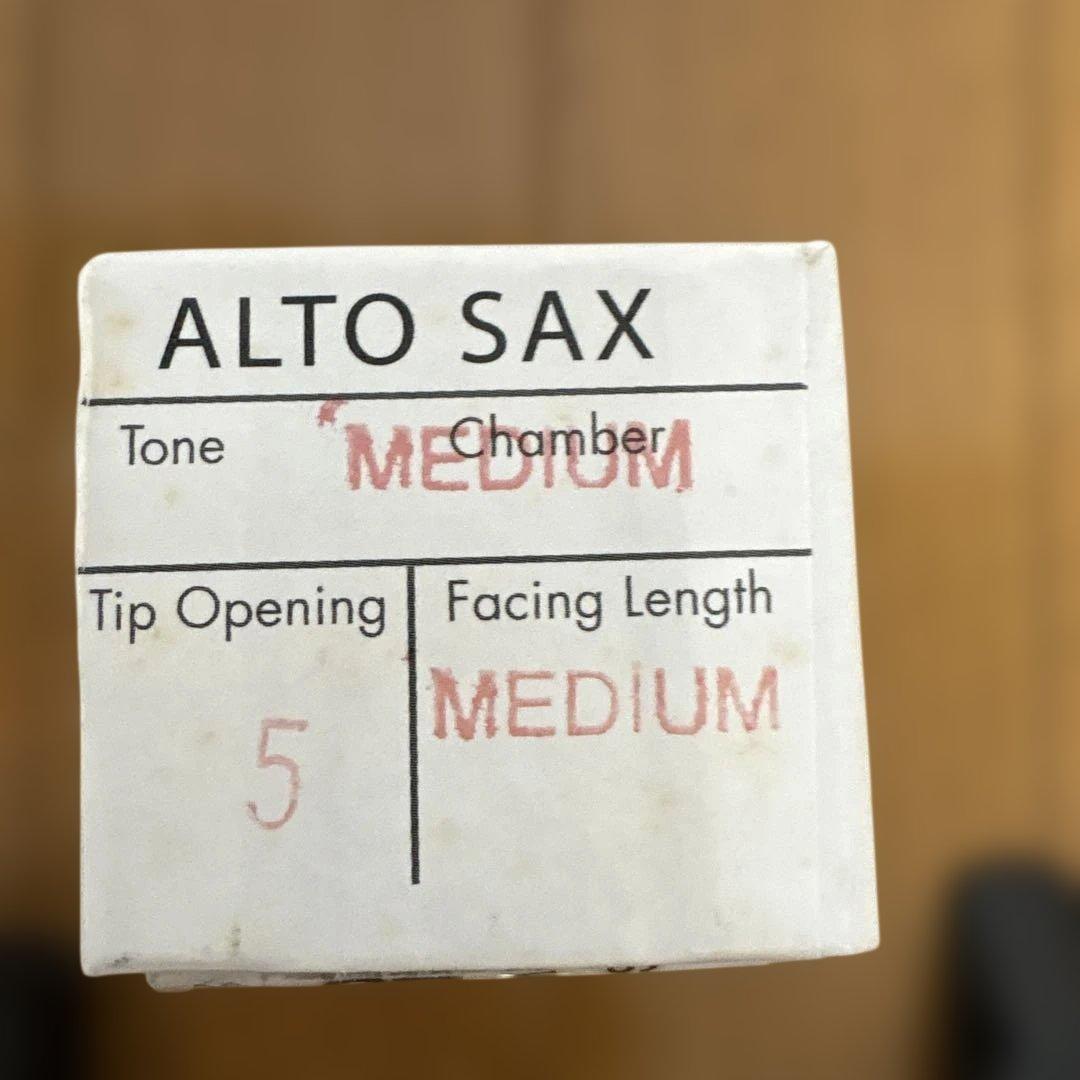 ALTO SAX
Tone MEDIUM Chamber
Tip Opening Facing Length
5 MEDIUM